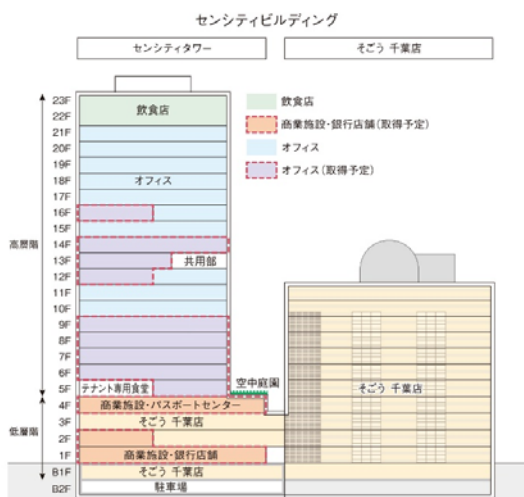 センシティビルディング
センシティタワー
そごう 千葉店
飲食店
商業施設・銀行店舗(取得予定)
オフィス
オフィス(取得予定)
高層階
低層階
23F
22F
21F
20F
19F
18F
17F
16F
15F
14F
13F
12F
11F
10F
9F
8F
7F
6F
5F
4F
3F
2F
1F
B1F
B2F
飲食店
オフィス
共用部
テナント専用食堂
空中庭園
商業施設・パスポートセンター
そごう 千葉店
商業施設・銀行店舗
そごう 千葉店
駐車場
そごう 千葉店